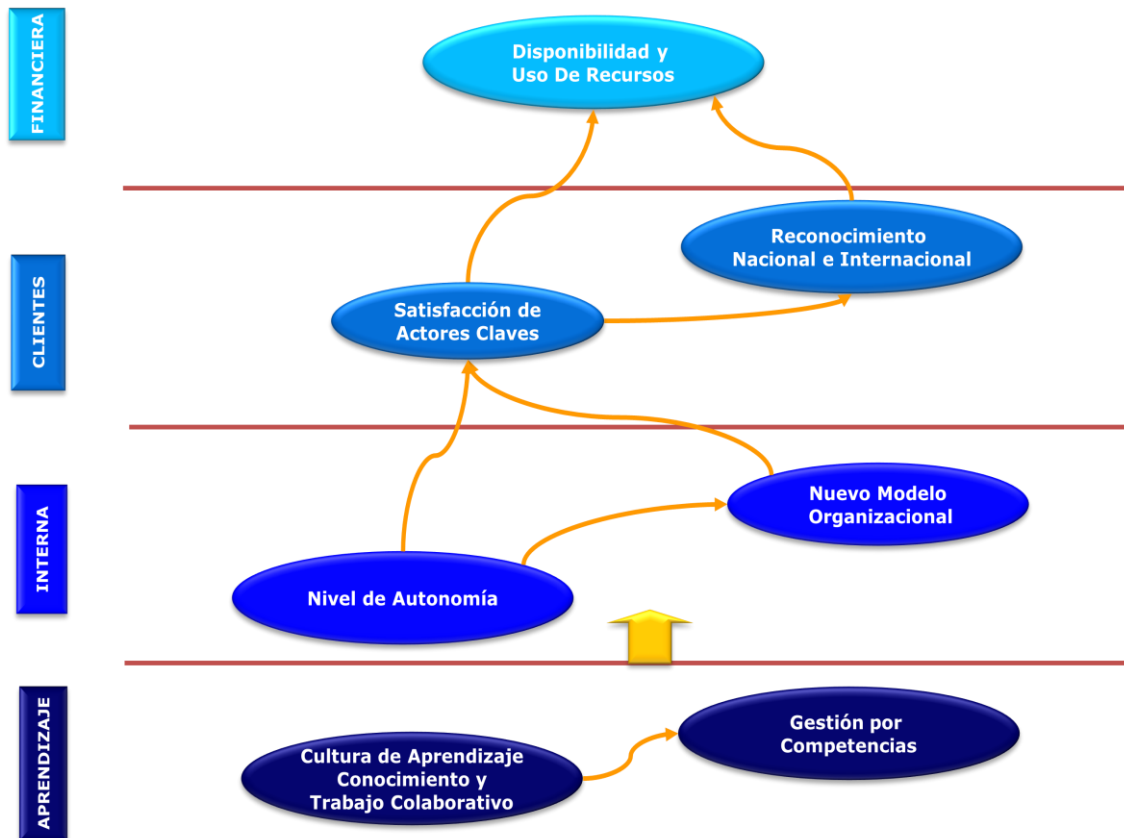 FINANCIERA
Disponibilidad y
Uso De Recursos
CLIENTES
Reconocimiento
Nacional e Internacional
Satisfacción de
Actores Claves
INTERNA
Nuevo Modelo
Organizacional
Nivel de Autonomía
APRENDIZAJE
Gestión por
Competencias
Cultura de Aprendizaje
Conocimiento y
Trabajo Colaborativo